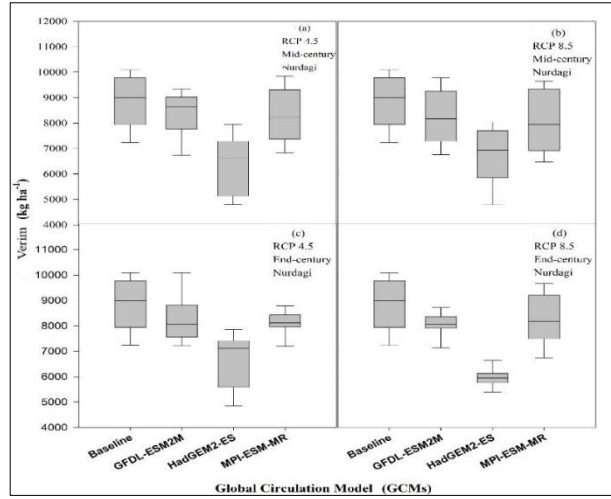 12000
11000
10000
9000
8000
7000
6000
5000
4000
(a)
RCP 4.5
Mid-century
Nurdagi
(b)
RCP 8.5
Mid-century
Nurdagi
Verim (kg ha-1)
11000
10000
9000
8000
7000
6000
5000
4000
(c)
RCP 4.5
End-century
Nurdagi
(d)
RCP 8.5
End-century
Nurdagi
Baseline
GFDL-ESM2M
HadGEM2-ES
MPI-ESM-MR
Baseline
GFDL-ESM2M
HadGEM2-ES
MPI-ESM-MR
Global Circulation Model (GCMs)